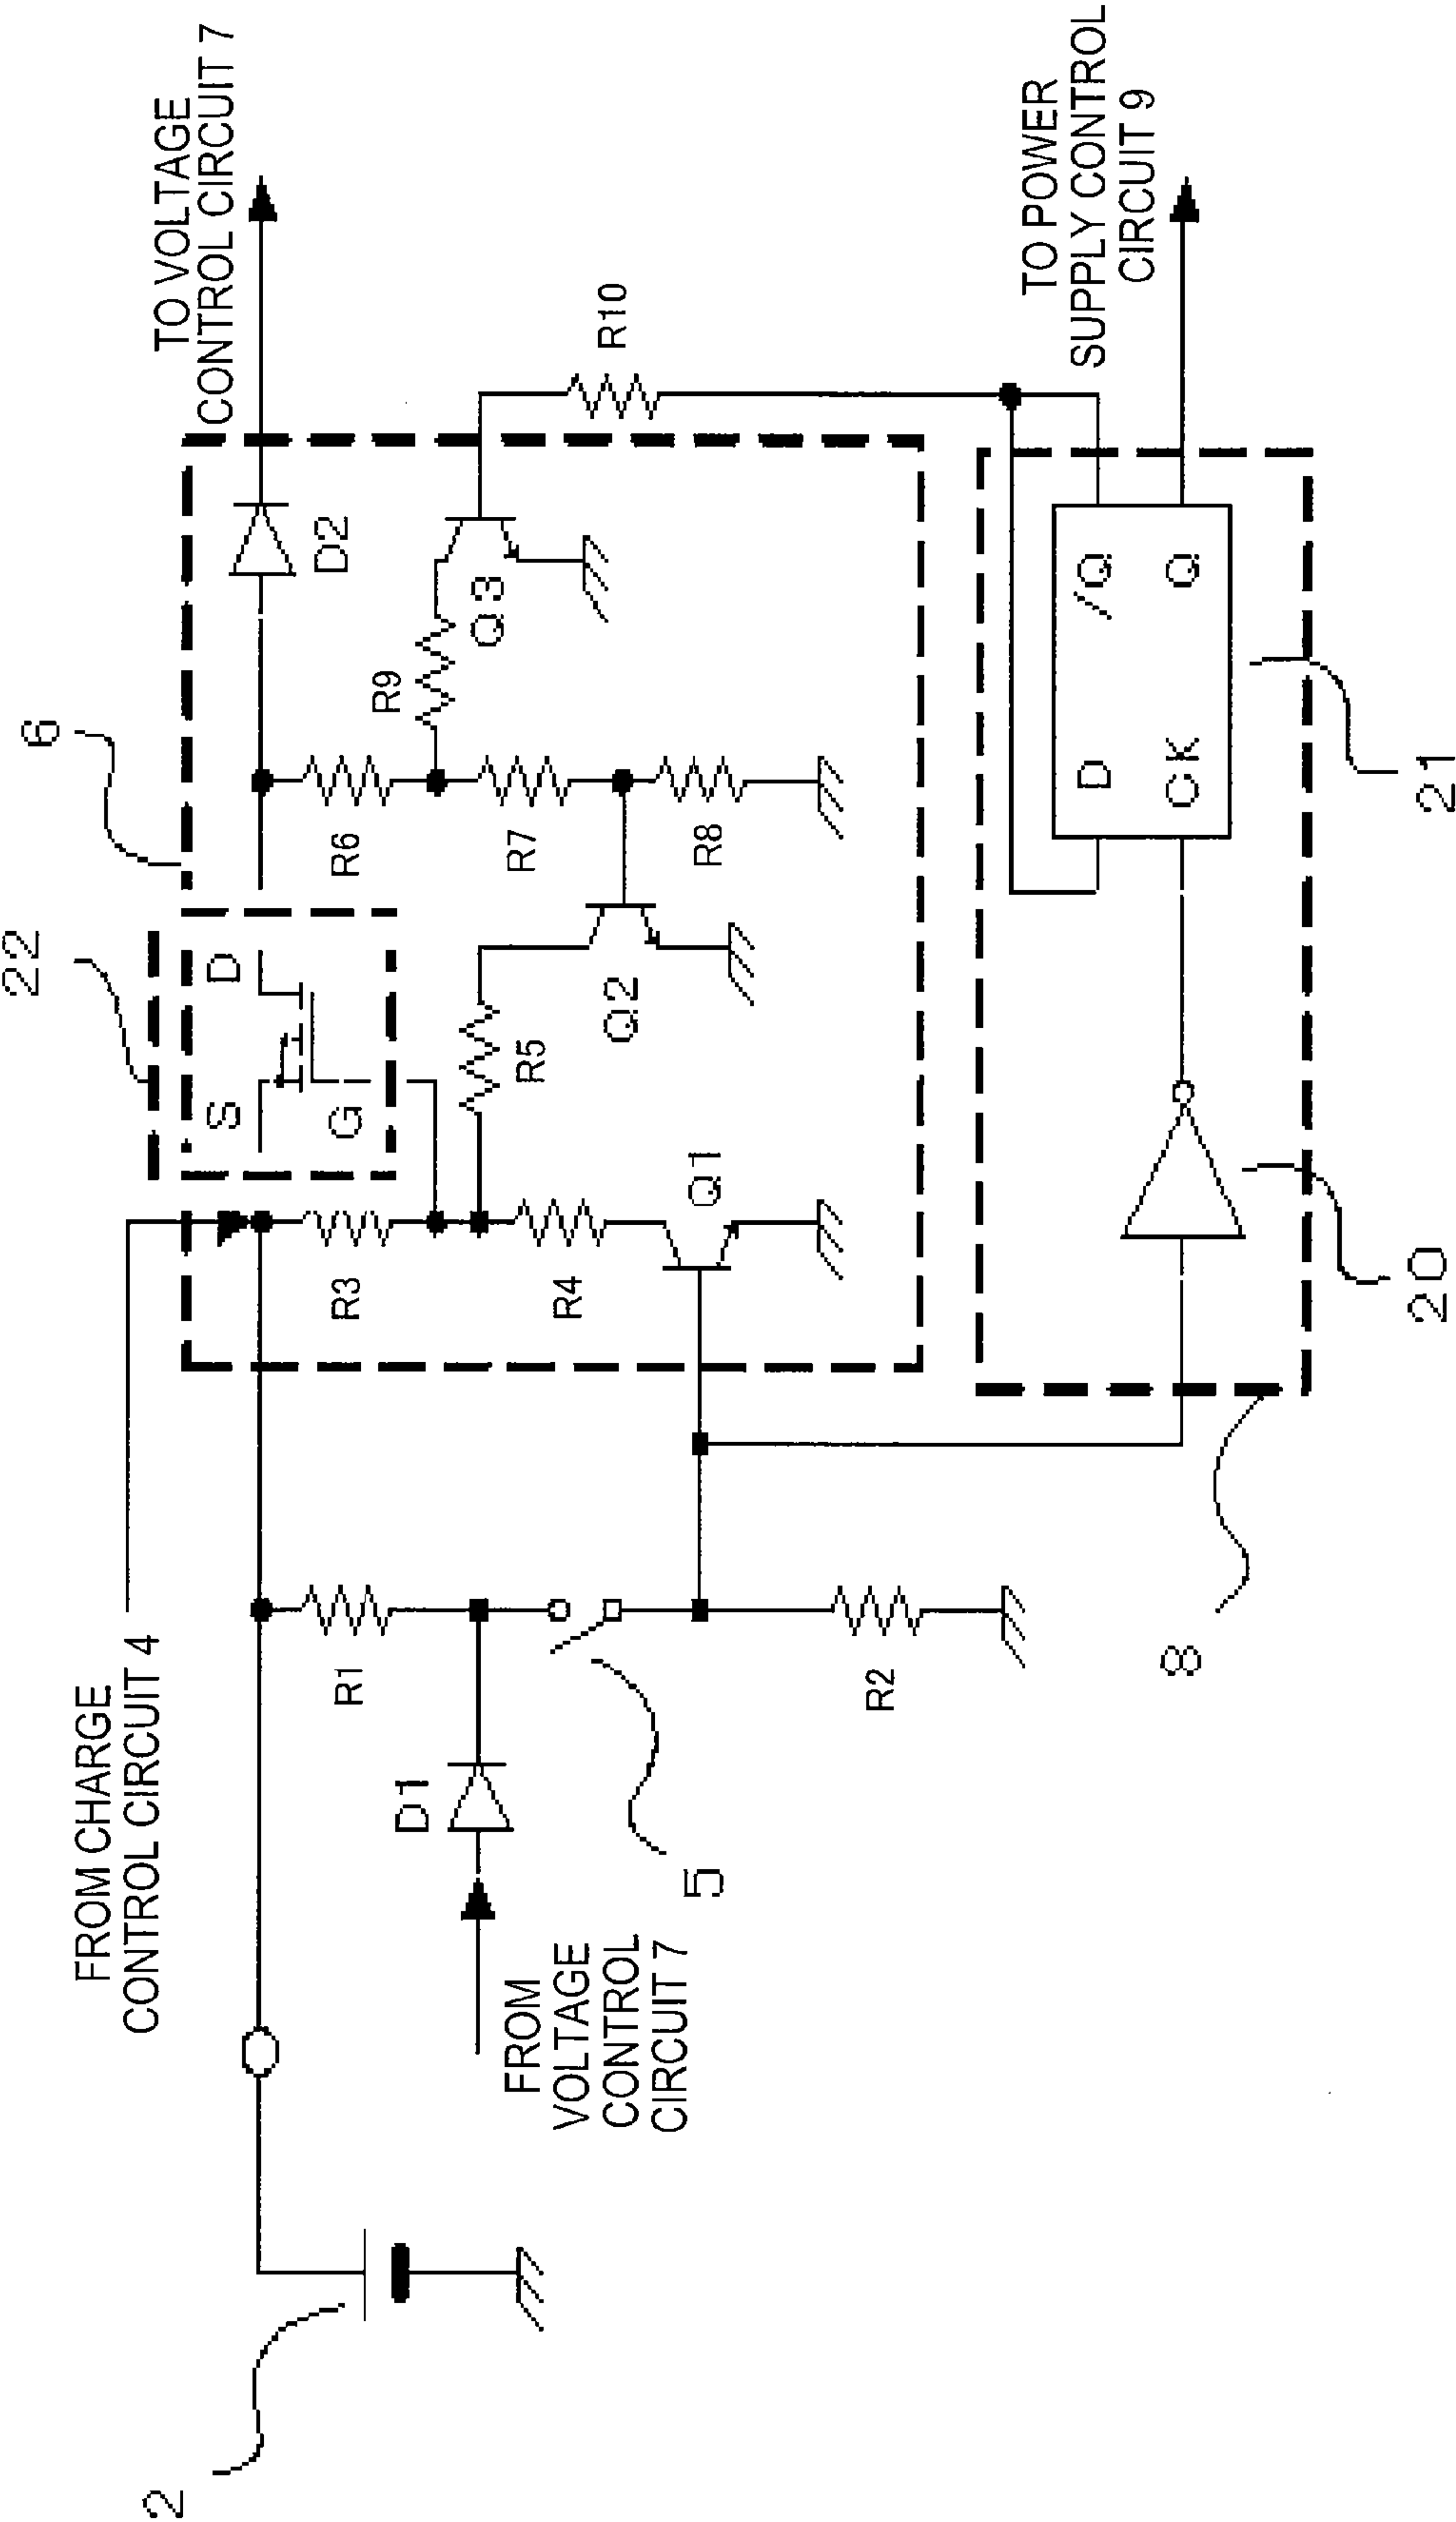 FROM CHARGE
CONTROL CIRCUIT 4
22
6
TO VOLTAGE
CONTROL CIRCUIT 7
2
S
D
G
D2
R1
R3
R6
R9
R10
D1
FROM
VOLTAGE
CONTROL
CIRCUIT 7
R5
R7
Q3
R4
Q2
Q1
R8
5
R2
TO POWER
SUPPLY CONTROL
CIRCUIT 9
D
/Q
CK
Q
8
20
21